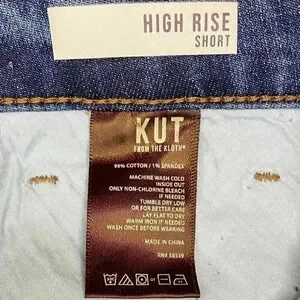 HIGH RISE
SHORT
KUT
FROM THE KLOTH®
99% COTTON / 1% SPANDEX
MACHINE WASH COLD
INSIDE OUT
ONLY NON-CHLORINE BLEACH
IF NEEDED
TUMBLE DRY LOW
OR FOR BETTER CARE
LAY FLAT TO DRY
WARM IRON IF NEEDED
WASH ONCE BEFORE WEARING
MADE IN CHINA
RN# 58339